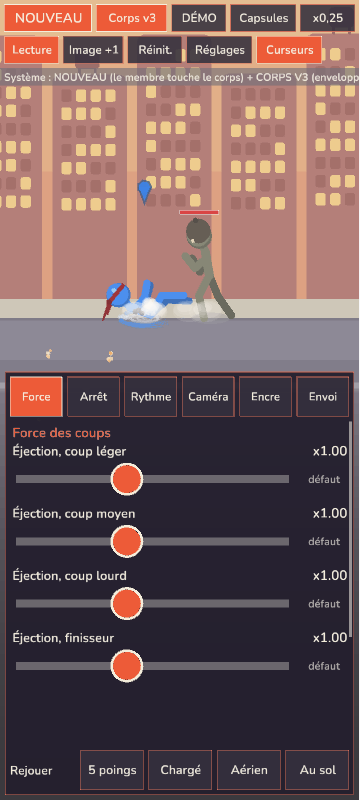 NOUVEAU Corps v3 DÉMO Capsules x0,25
Lecture Image +1 Réinit. Réglages Curseurs
Système : NOUVEAU (le membre touche le corps) + CORPS V3 (envelopp
Force Arrêt Rythme Caméra Encre Envoi
Force des coups
Éjection, coup léger x1.00
défaut
Éjection, coup moyen x1.00
défaut
Éjection, coup lourd x1.00
défaut
Éjection, finisseur x1.00
défaut
Rejouer 5 poings Chargé Aérien Au sol